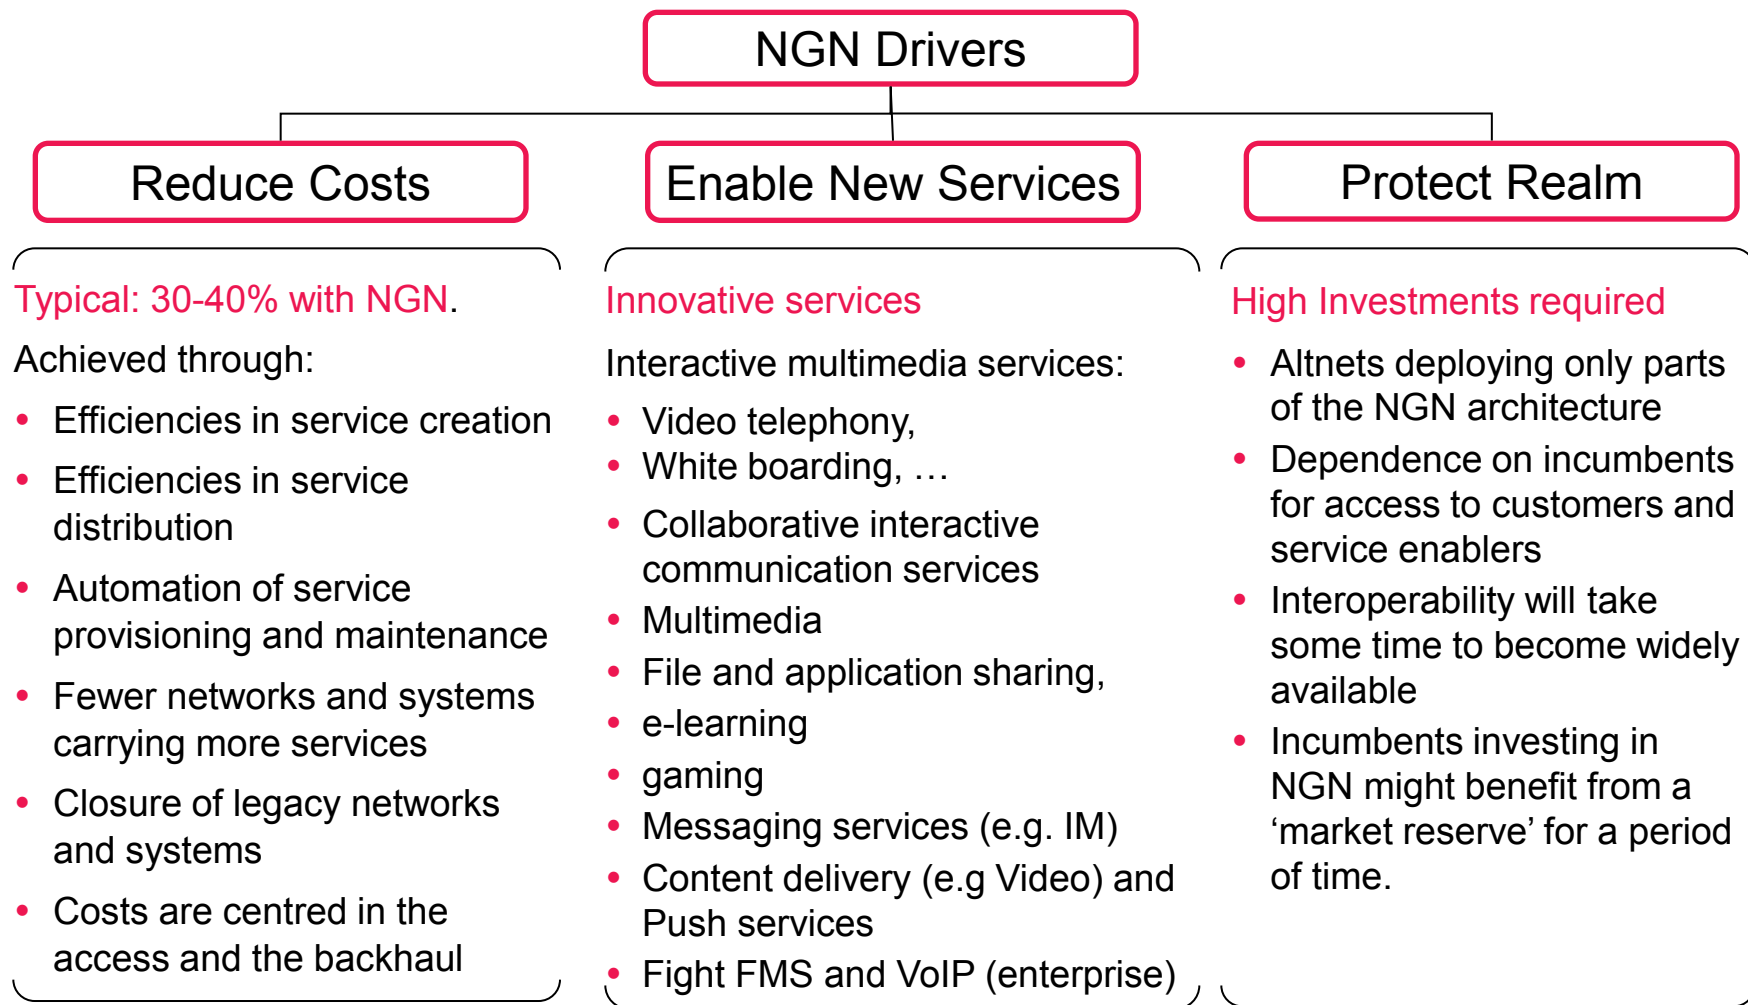 NGN Drivers
Reduce Costs
Enable New Services
Protect Realm
Typical: 30-40% with NGN.
Achieved through:
• Efficiencies in service creation
• Efficiencies in service
distribution
• Automation of service
provisioning and maintenance
• Fewer networks and systems
carrying more services
• Closure of legacy networks
and systems
• Costs are centred in the
access and the backhaul
Innovative services
Interactive multimedia services:
• Video telephony,
• White boarding, …
• Collaborative interactive
communication services
• Multimedia
• File and application sharing,
• e-learning
• gaming
• Messaging services (e.g. IM)
• Content delivery (e.g Video) and
Push services
• Fight FMS and VoIP (enterprise)
High Investments required
• Altnets deploying only parts
of the NGN architecture
• Dependence on incumbents
for access to customers and
service enablers
• Interoperability will take
some time to become widely
available
• Incumbents investing in
NGN might benefit from a
‘market reserve’ for a period
of time.